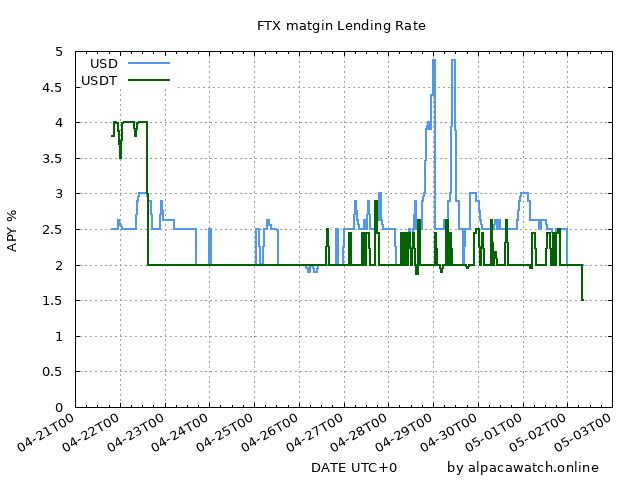 FTX matgin Lending Rate
USD
USDT
5
4.5
4
3.5
3
2.5
2
1.5
1
0.5
0
APY %
04-21T00
04-22T00
04-23T00
04-24T00
04-25T00
04-26T00
04-27T00
04-28T00
04-29T00
04-30T00
05-01T00
05-02T00
05-03T00
DATE UTC+0
by alpacawatch.online